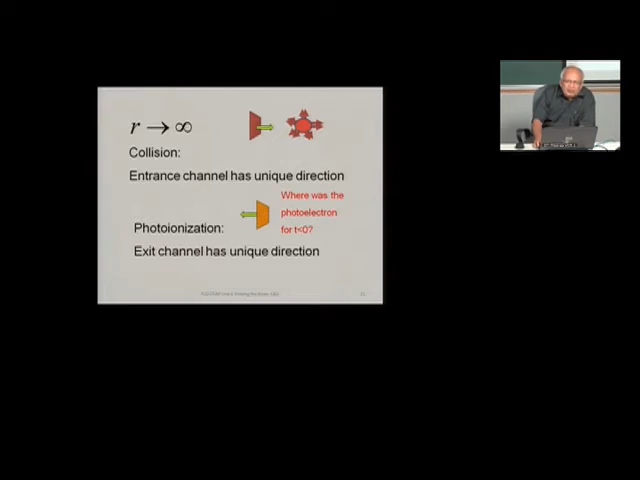 r → ∞
Collision:
Entrance channel has unique direction
Where was the
photoelectron
for t<0?
Photoionization:
Exit channel has unique direction